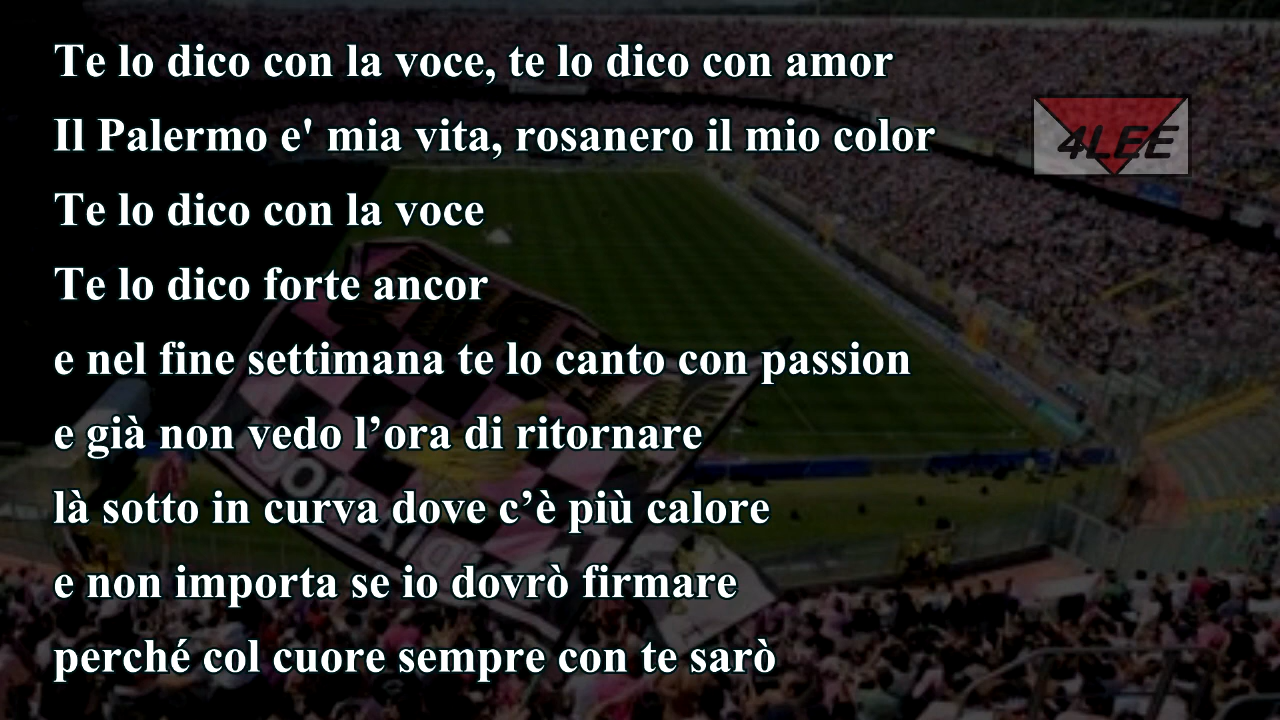 Te lo dico con la voce, te lo dico con amor
Il Palermo e' mia vita, rosanero il mio color
4LEE
Te lo dico con la voce
Te lo dico forte ancor
e nel fine settimana te lo canto con passion
e già non vedo l’ora di ritornare
là sotto in curva dove c’è più calore
e non importa se io dovrò firmare
perché col cuore sempre con te sarò